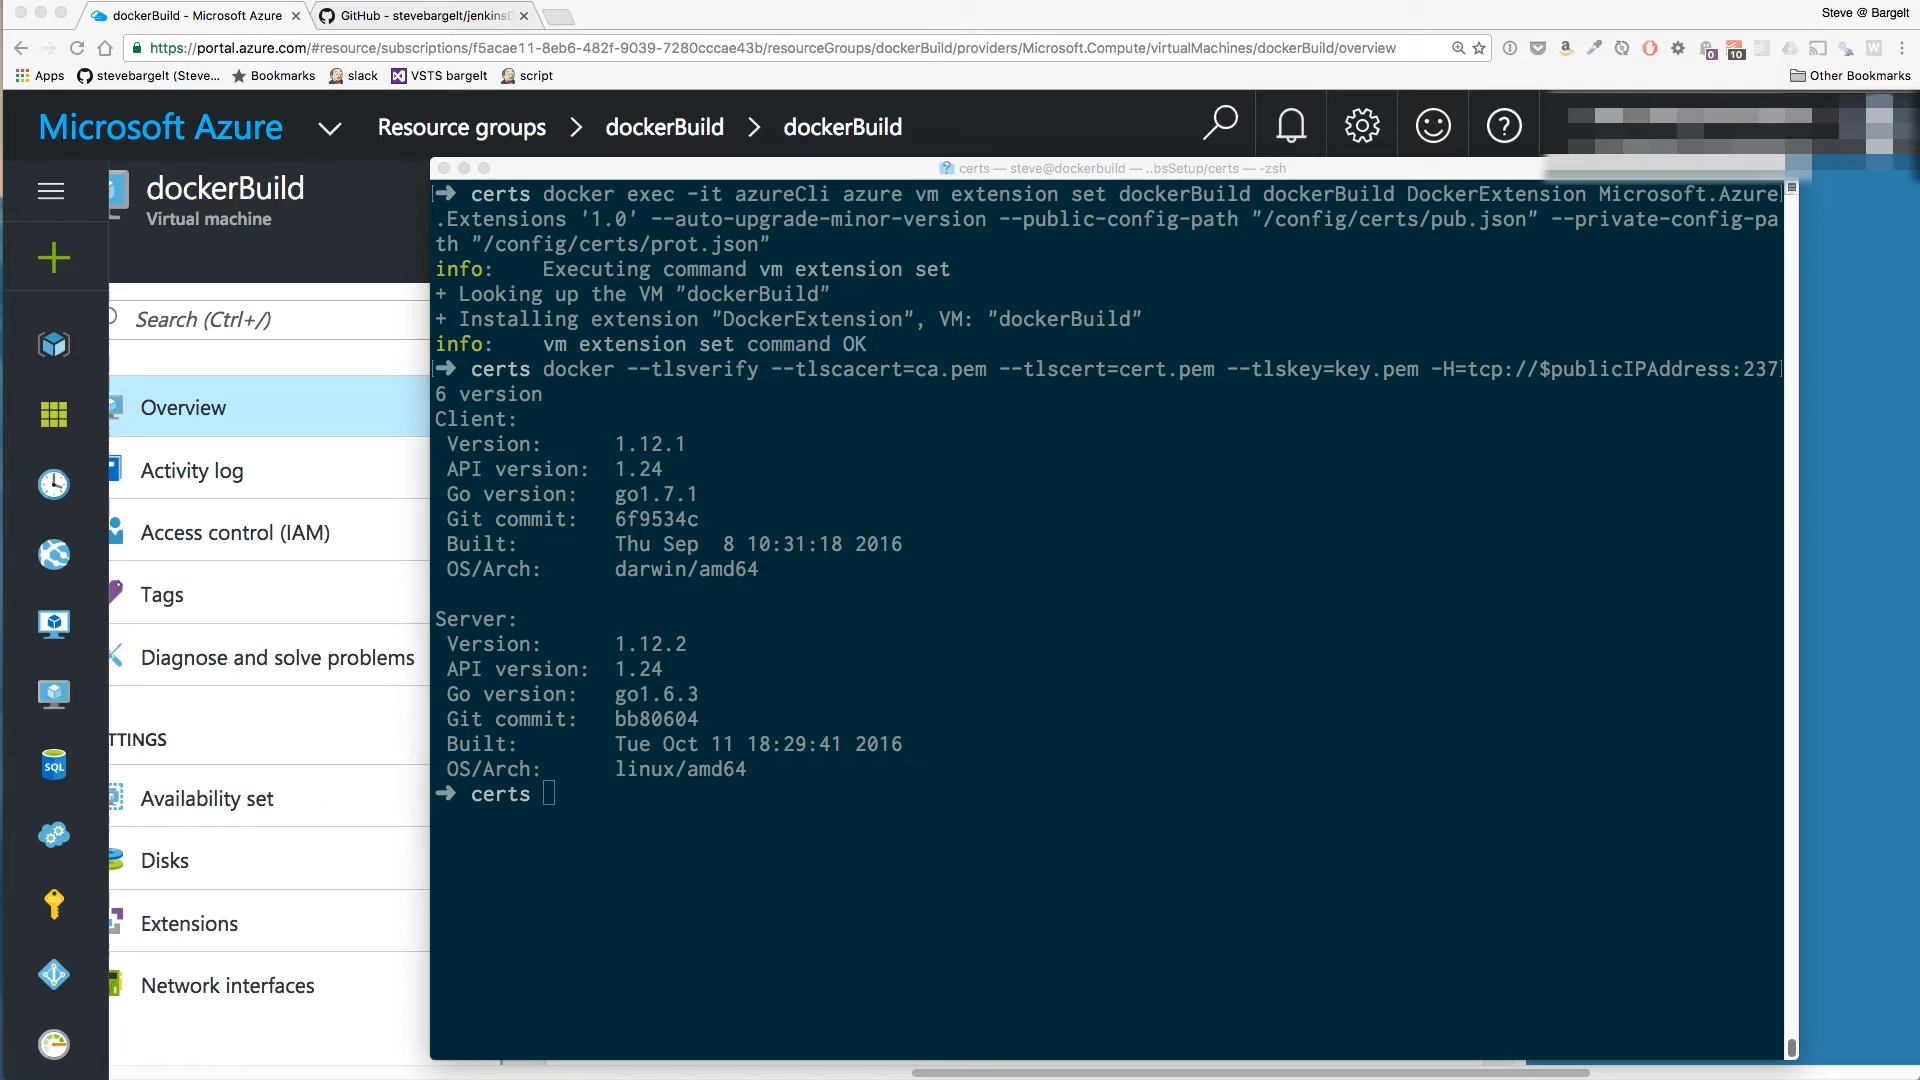 dockerBuild - Microsoft Azure
GitHub - stevebargelt/jenkinsD
Steve @ Bargelt
https://portal.azure.com/#resource/subscriptions/f5acae11-8eb6-482f-9039-7280cccae43b/resourceGroups/dockerBuild/providers/Microsoft.Compute/virtualMachines/dockerBuild/overview
0
10
Apps
stevebargelt (Steve...
Bookmarks
slack
VSTS bargelt
script
Other Bookmarks
Microsoft Azure
Resource groups
dockerBuild
dockerBuild
dockerBuild
Virtual machine
Search (Ctrl+/)
Overview
Activity log
Access control (IAM)
Tags
Diagnose and solve problems
TTINGS
Availability set
Disks
Extensions
Network interfaces
SQL
certs — steve@dockerbuild — ..bsSetup/certs — -zsh
➜ certs docker exec -it azureCli azure vm extension set dockerBuild dockerBuild DockerExtension Microsoft.Azure
.Extensions '1.0' --auto-upgrade-minor-version --public-config-path "/config/certs/pub.json" --private-config-pa
th "/config/certs/prot.json"
info: Executing command vm extension set
+ Looking up the VM "dockerBuild"
+ Installing extension "DockerExtension", VM: "dockerBuild"
info: vm extension set command OK
➜ certs docker --tlsverify --tlscacert=ca.pem --tlscert=cert.pem --tlskey=key.pem -H=tcp://$publicIPAddress:237
6 version
Client:
Version: 1.12.1
API version: 1.24
Go version: go1.7.1
Git commit: 6f9534c
Built: Thu Sep 8 10:31:18 2016
OS/Arch: darwin/amd64
Server:
Version: 1.12.2
API version: 1.24
Go version: go1.6.3
Git commit: bb80604
Built: Tue Oct 11 18:29:41 2016
OS/Arch: linux/amd64
➜ certs